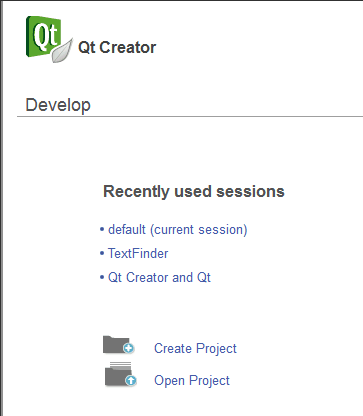 Qt Qt Creator
Develop
Recently used sessions
• default (current session)
• TextFinder
• Qt Creator and Qt
Create Project
Open Project